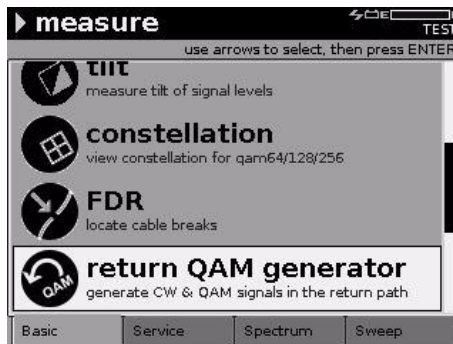 measure
TEST
use arrows to select, then press ENTER
tilt
measure tilt of signal levels
constellation
view constellation for qam64/128/256
FDR
locate cable breaks
QAM
return QAM generator
generate CW & QAM signals in the return path
Basic
Service
Spectrum
Sweep